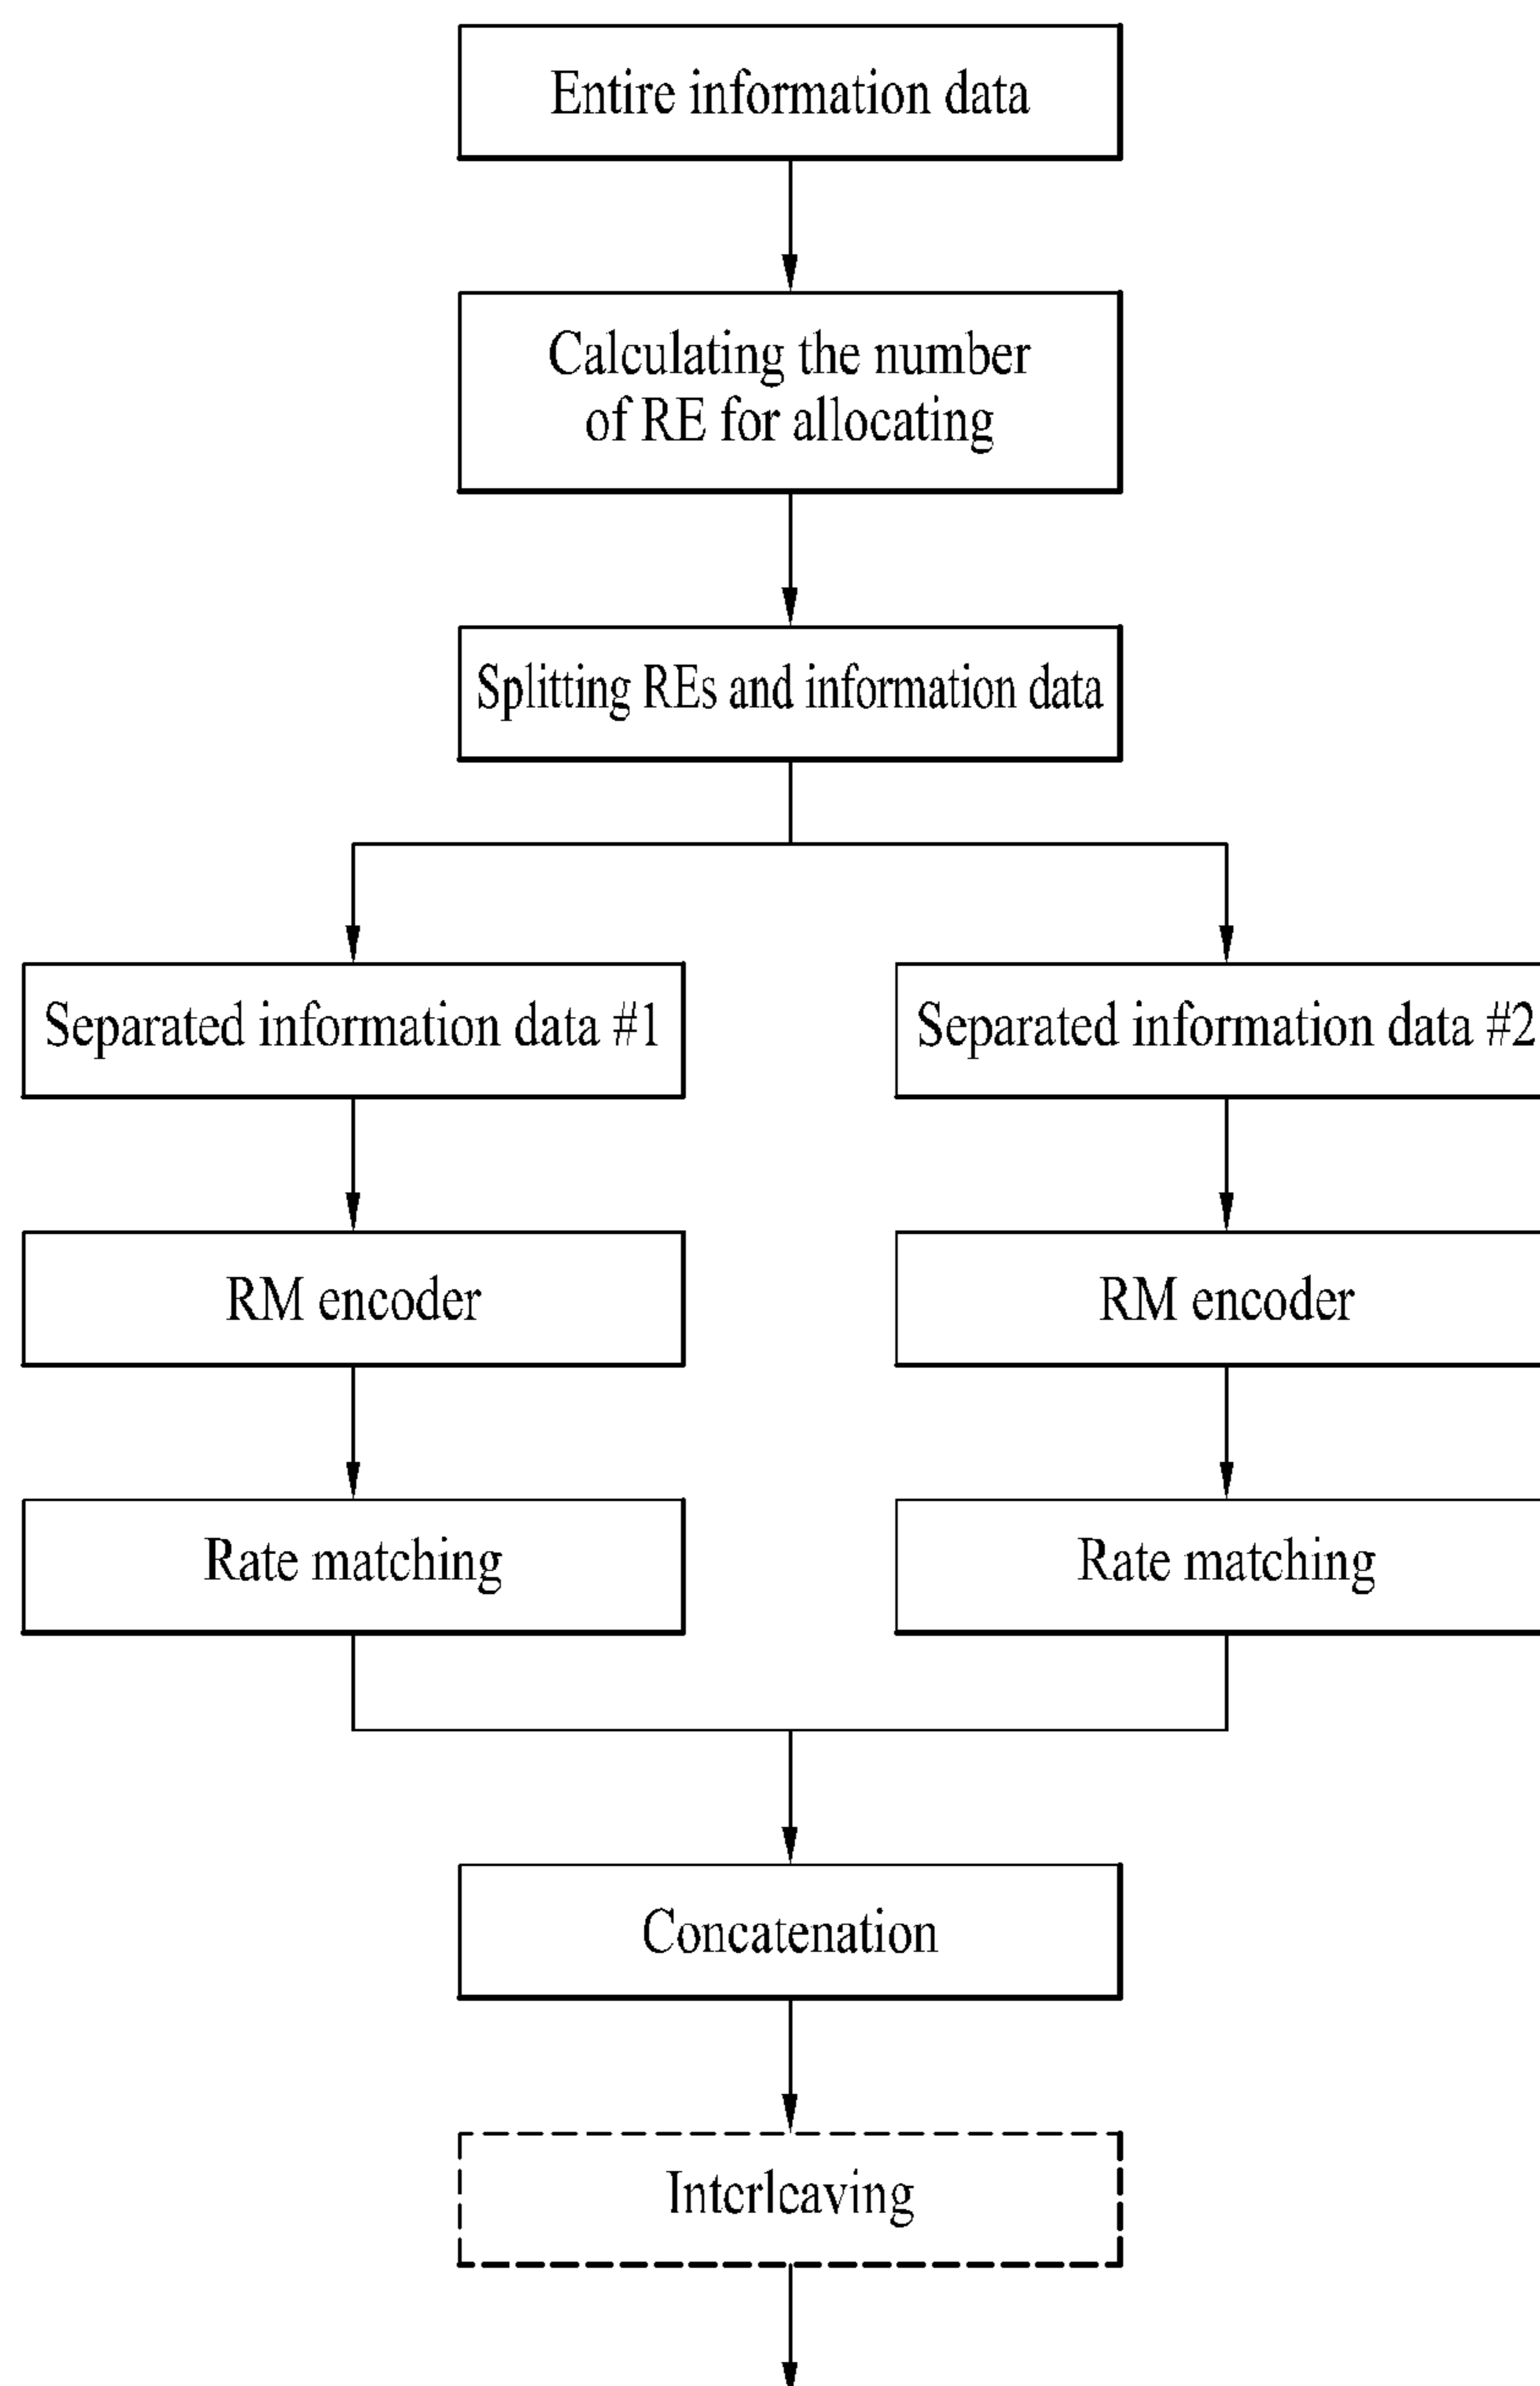 Entire information data
Calculating the number
of RE for allocating
Splitting REs and information data
Separated information data #1
Separated information data #2
RM encoder
RM encoder
Rate matching
Rate matching
Concatenation
Interleaving